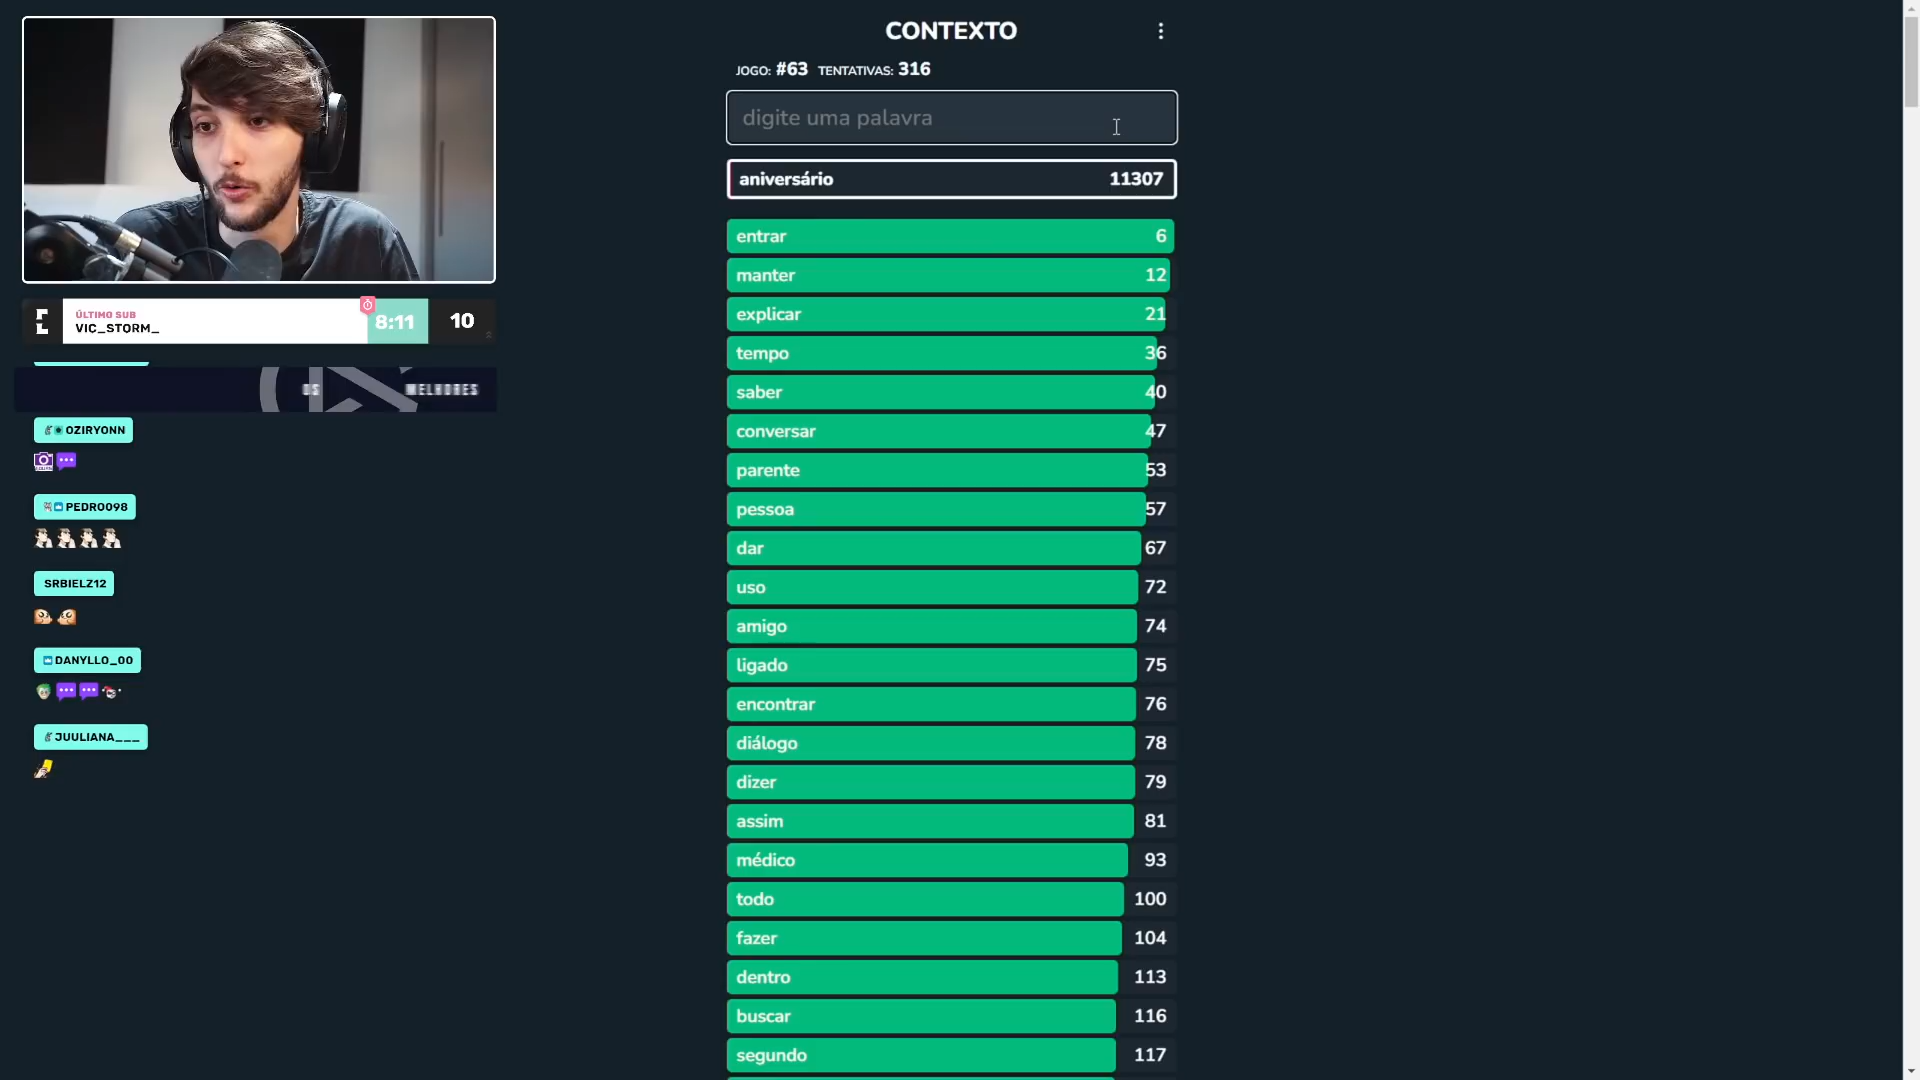 CONTEXTO
JOGO: #63 TENTATIVAS: 316
digite uma palavra
aniversário 11307
entrar 6
manter 12
explicar 21
tempo 36
saber 40
conversar 47
parente 53
pessoa 57
dar 67
uso 72
amigo 74
ligado 75
encontrar 76
diálogo 78
dizer 79
assim 81
médico 93
todo 100
fazer 104
dentro 113
buscar 116
segundo 117
ÚLTIMO SUB
VIC_STORM_
8:11
10
OS MELHORES
OZIRYONN
PEDRO098
SRBIELZ12
DANYLLO_00
JUULIANA___